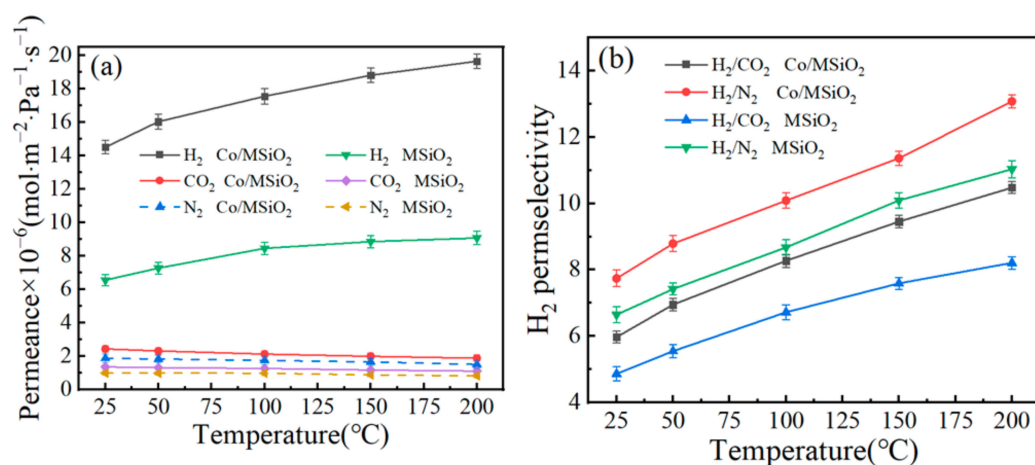 (a)
Permeance×10⁻⁶(mol·m⁻²·Pa⁻¹·s⁻¹)
20
18
16
14
12
10
8
6
4
2
0
H₂ Co/MSiO₂
H₂ MSiO₂
CO₂ Co/MSiO₂
CO₂ MSiO₂
N₂ Co/MSiO₂
N₂ MSiO₂
25 50 75 100 125 150 175 200
Temperature(℃)
(b)
H₂ permselectivity
14
12
10
8
6
4
H₂/CO₂ Co/MSiO₂
H₂/N₂ Co/MSiO₂
H₂/CO₂ MSiO₂
H₂/N₂ MSiO₂
25 50 75 100 125 150 175 200
Temperature(℃)